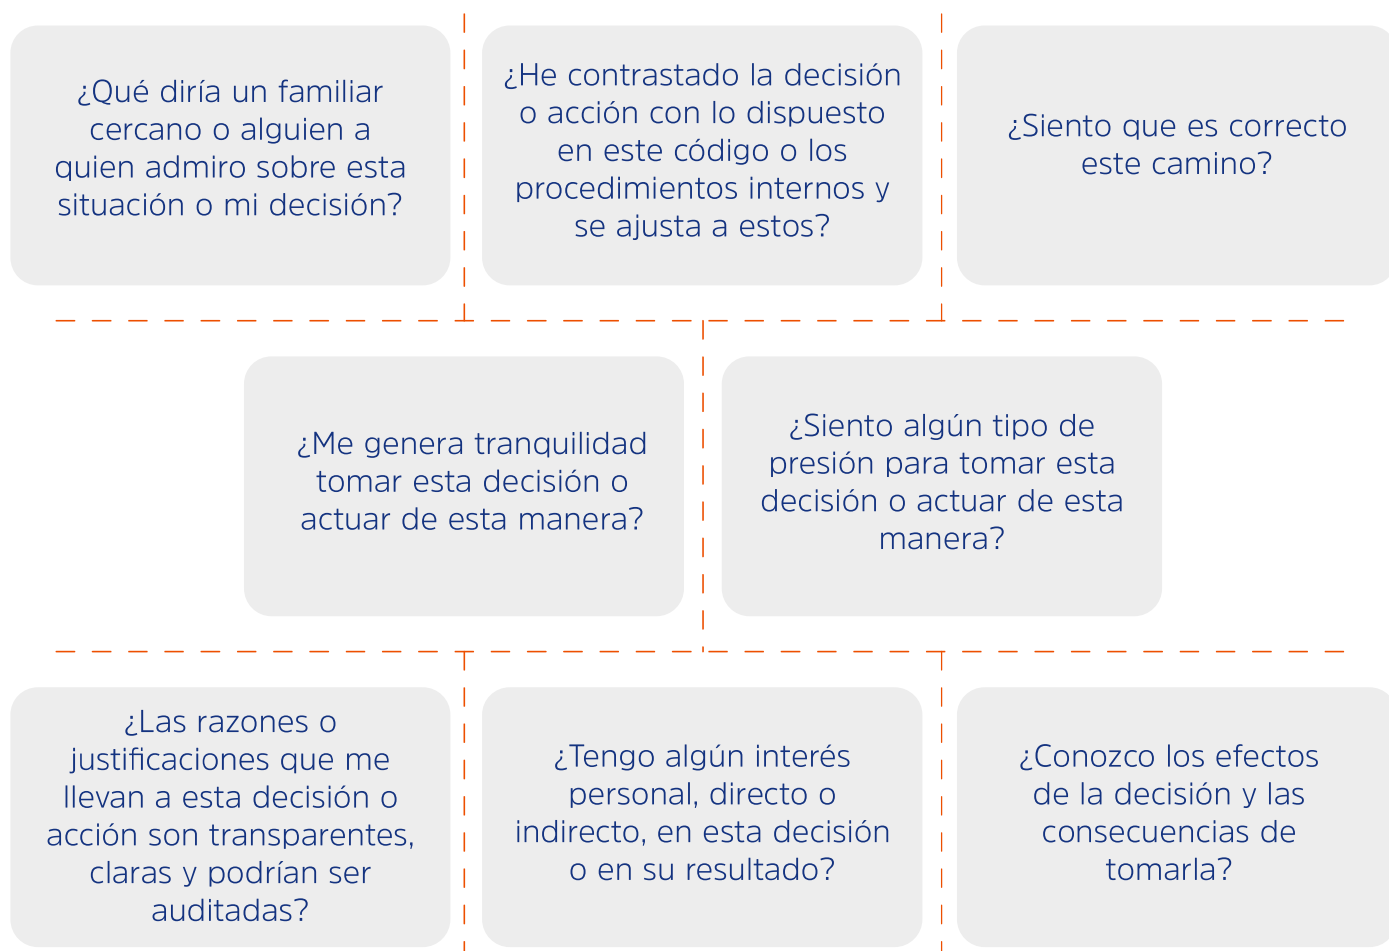 ¿Qué diría un familiar
cercano o alguien a
quien admiro sobre esta
situación o mi decisión?
¿He contrastado la decisión
o acción con lo dispuesto
en este código o los
procedimientos internos y
se ajusta a estos?
¿Siento que es correcto
este camino?
¿Me genera tranquilidad
tomar esta decisión o
actuar de esta manera?
¿Siento algún tipo de
presión para tomar esta
decisión o actuar de esta
manera?
¿Las razones o
justificaciones que me
llevan a esta decisión o
acción son transparentes,
claras y podrían ser
auditadas?
¿Tengo algún interés
personal, directo o
indirecto, en esta decisión
o en su resultado?
¿Conozco los efectos
de la decisión y las
consecuencias de
tomarla?